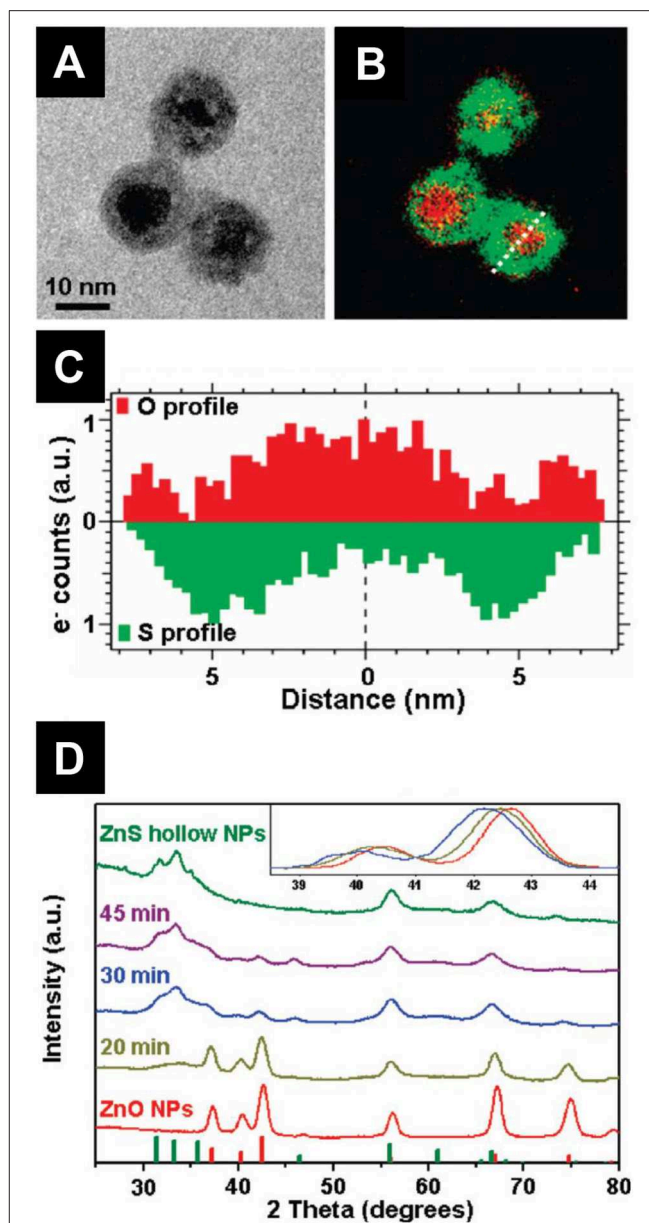 A
B
10 nm
C
O profile
1
0
1
e- counts (a.u.)
S profile
5 0 5
Distance (nm)
D
ZnS hollow NPs
39 40 41 42 43 44
45 min
30 min
20 min
ZnO NPs
Intensity (a.u.)
30 40 50 60 70 80
2 Theta (degrees)